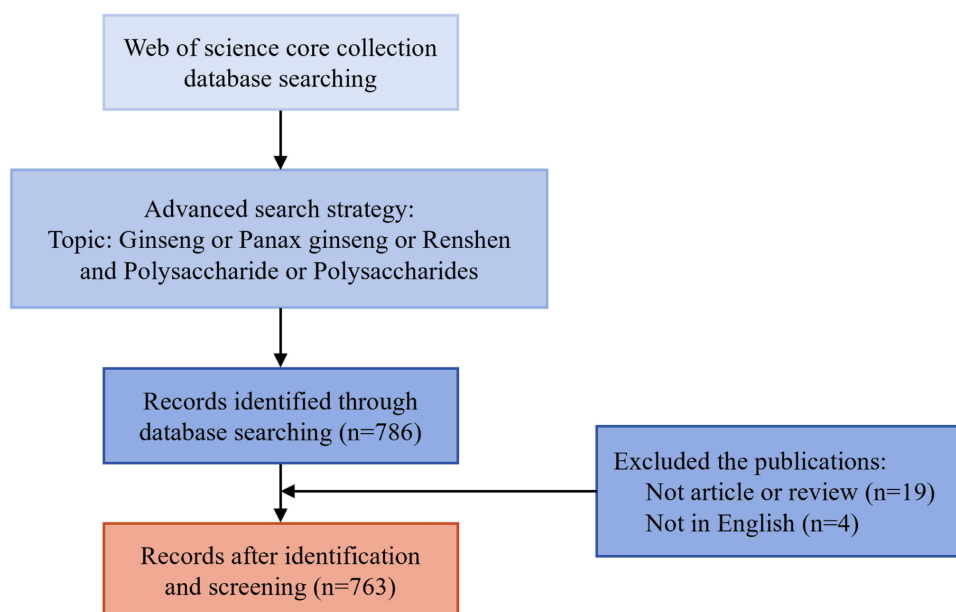 Web of science core collection
database searching
Advanced search strategy:
Topic: Ginseng or Panax ginseng or Renshen
and Polysaccharide or Polysaccharides
Records identified through
database searching (n=786)
Excluded the publications:
Not article or review (n=19)
Not in English (n=4)
Records after identification
and screening (n=763)